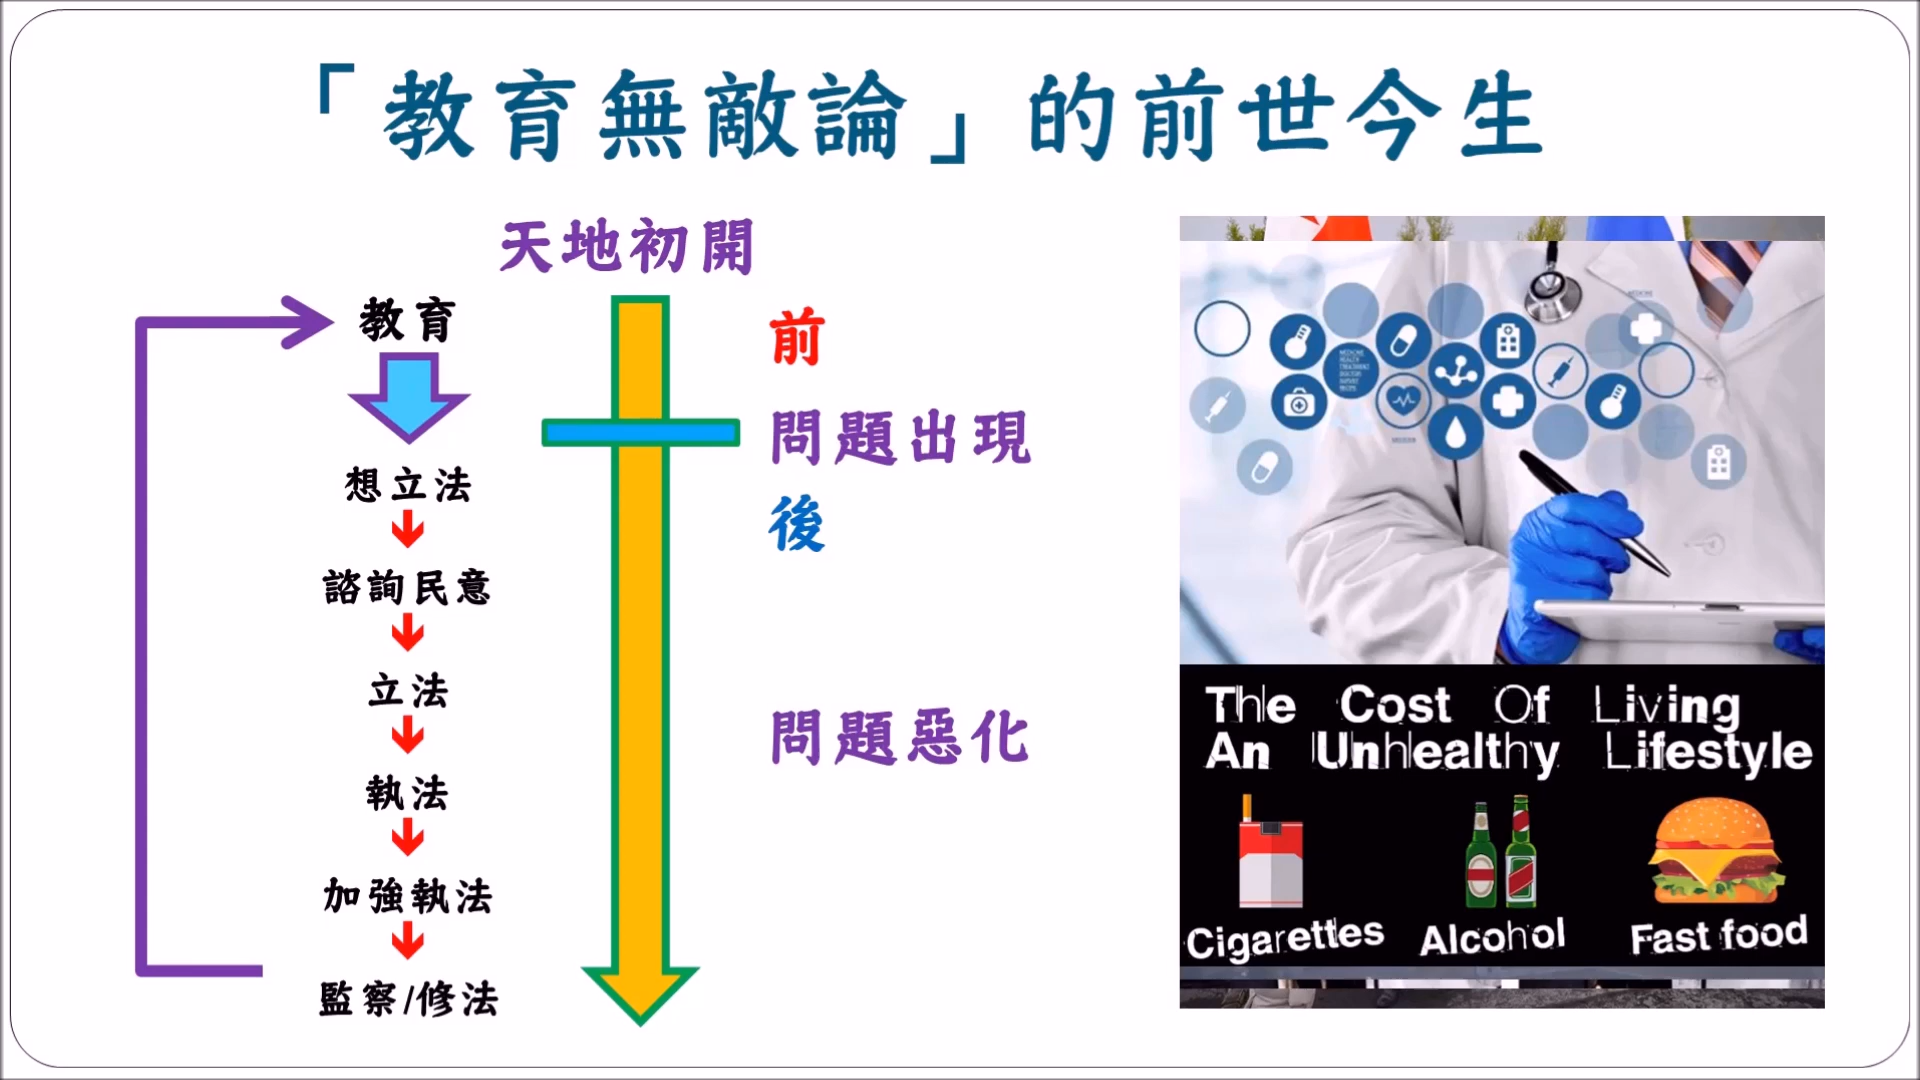 「教育無敵論」的前世今生
天地初開
教育
想立法
諮詢民意
立法
執法
加強執法
監察/修法
前
問題出現
後
問題惡化
The Cost Of Living
An Unhealthy Lifestyle
Cigarettes
Alcohol
Fast food